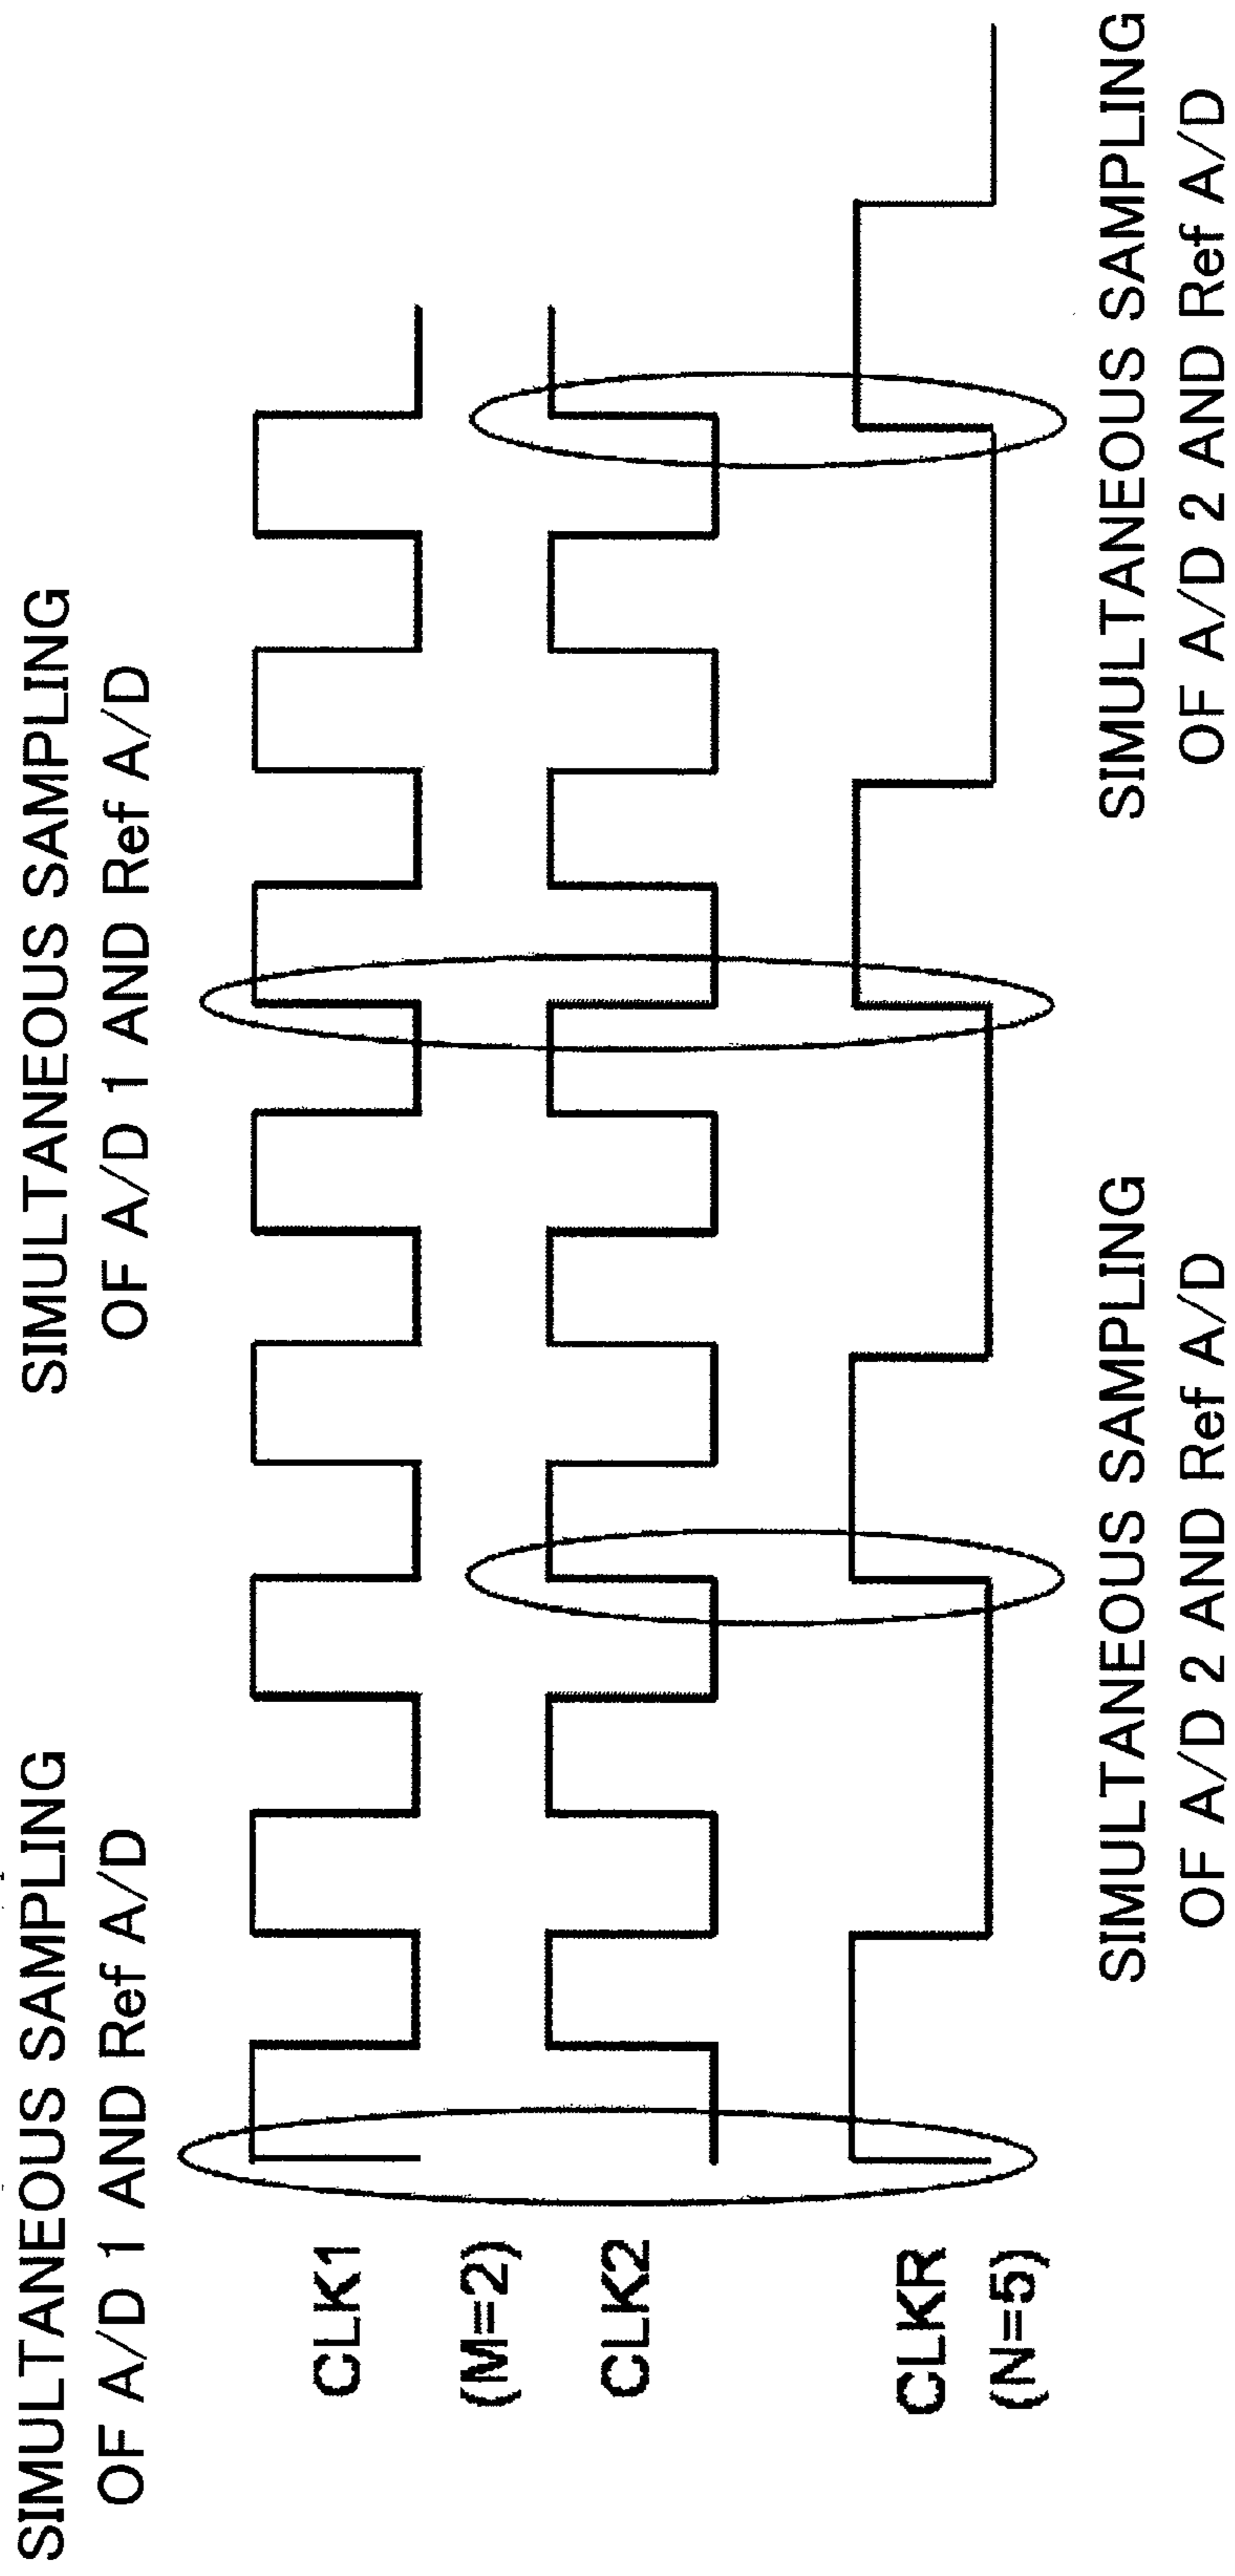 SIMULTANEOUS SAMPLING
OF A/D 1 AND Ref A/D
SIMULTANEOUS SAMPLING
OF A/D 1 AND Ref A/D
CLK1
(M=2)
CLK2
CLKR
(N=5)
SIMULTANEOUS SAMPLING
OF A/D 2 AND Ref A/D
SIMULTANEOUS SAMPLING
OF A/D 2 AND Ref A/D